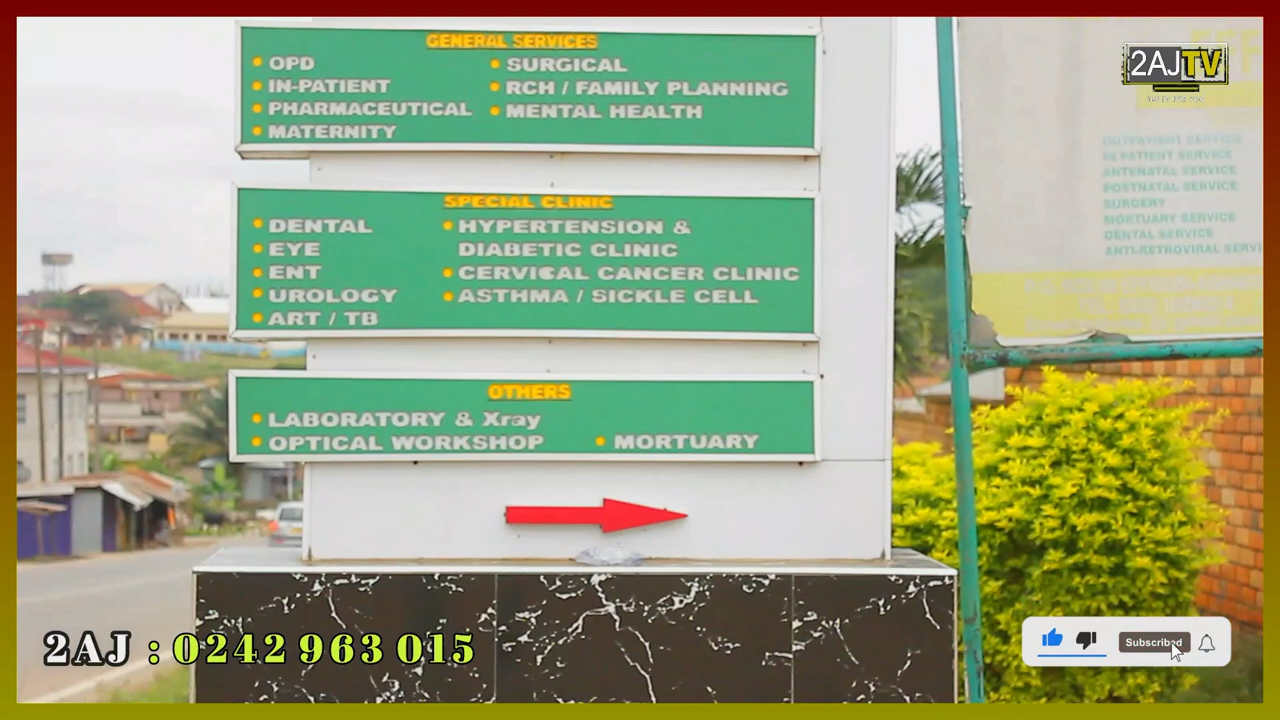 GENERAL SERVICES
OPD
IN-PATIENT
PHARMACEUTICAL
MATERNITY
SURGICAL
RCH / FAMILY PLANNING
MENTAL HEALTH
SPECIAL CLINIC
DENTAL
EYE
ENT
UROLOGY
ART / TB
HYPERTENSION &
DIABETIC CLINIC
CERVICAL CANCER CLINIC
ASTHMA / SICKLE CELL
OTHERS
LABORATORY & Xray
OPTICAL WORKSHOP
MORTUARY
2AJTV
OUTPATIENT SERVICE
IN PATIENT SERVICE
ANTENATAL SERVICE
POSTNATAL SERVICE
SURGERY
MORTUARY SERVICE
DENTAL SERVICE
ANTI-RETROVIRAL SERVI
2AJ : 0242 963 015
Subscribed